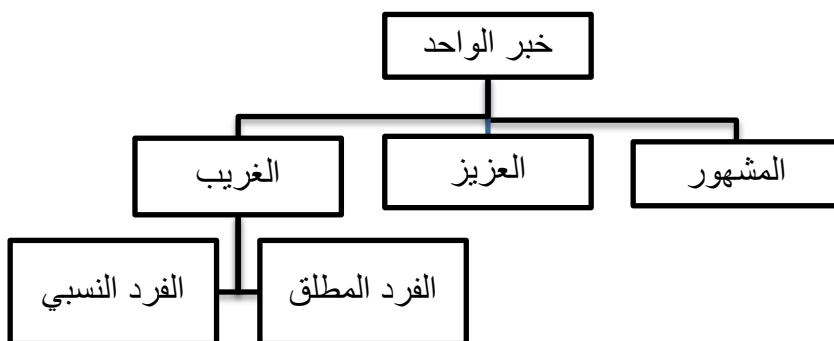 خبر الواحد
المشهور
العزيز
الغريب
الفرد المطلق
الفرد النسبي